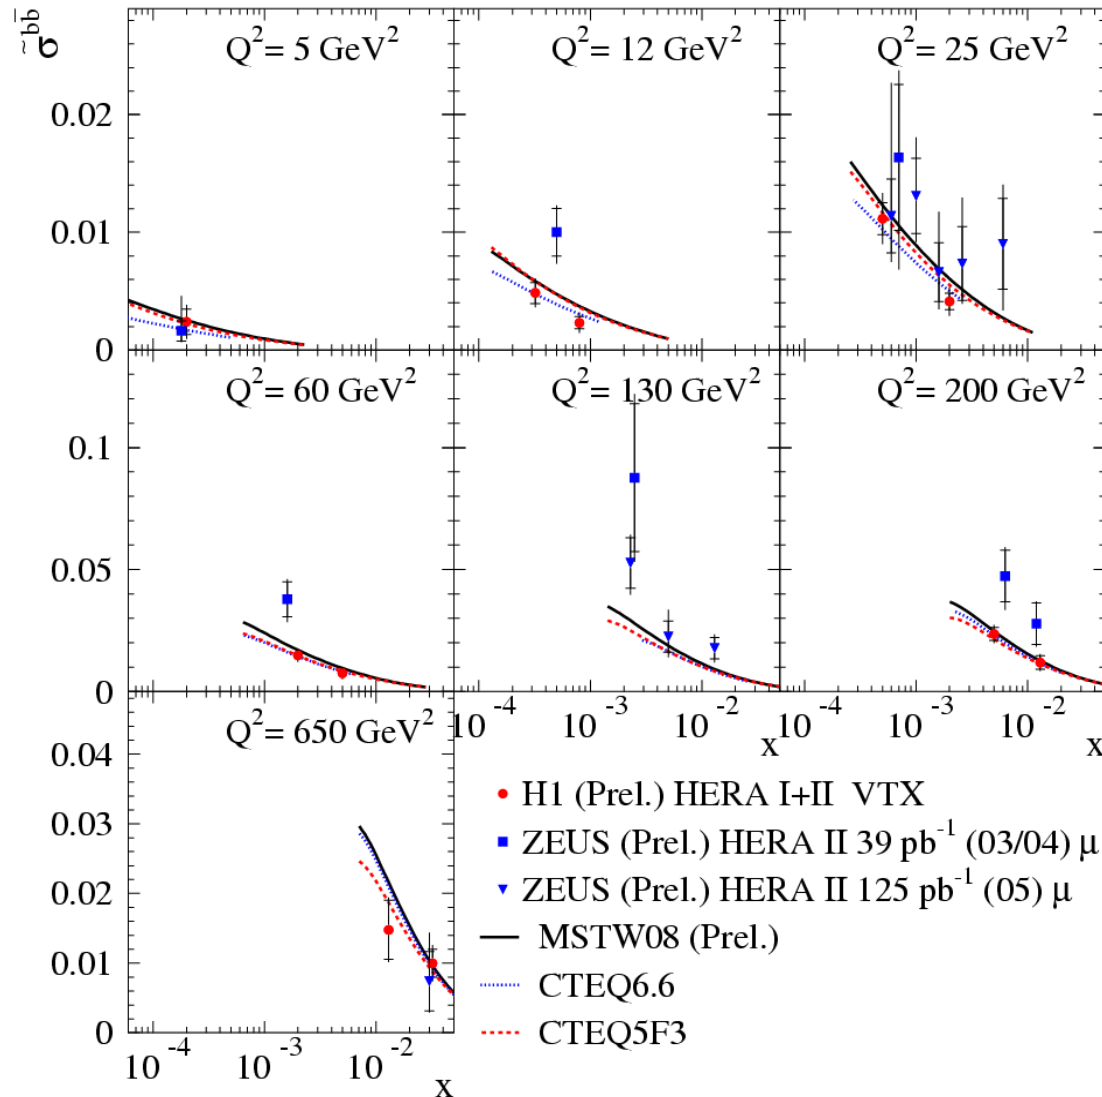 σ̃^bb̄
Q²= 5 GeV²
Q²= 12 GeV²
Q²= 25 GeV²
0.02
0.01
0
Q²= 60 GeV²
Q²= 130 GeV²
Q²= 200 GeV²
0.1
0.05
0
10⁻⁴ 10⁻³ 10⁻² x
10⁻⁴ 10⁻³ 10⁻² x
Q²= 650 GeV²
0.04
0.03
0.02
0.01
0
10⁻⁴ 10⁻³ 10⁻² x
H1 (Prel.) HERA I+II VTX
ZEUS (Prel.) HERA II 39 pb⁻¹ (03/04) μ
ZEUS (Prel.) HERA II 125 pb⁻¹ (05) μ
MSTW08 (Prel.)
CTEQ6.6
CTEQ5F3